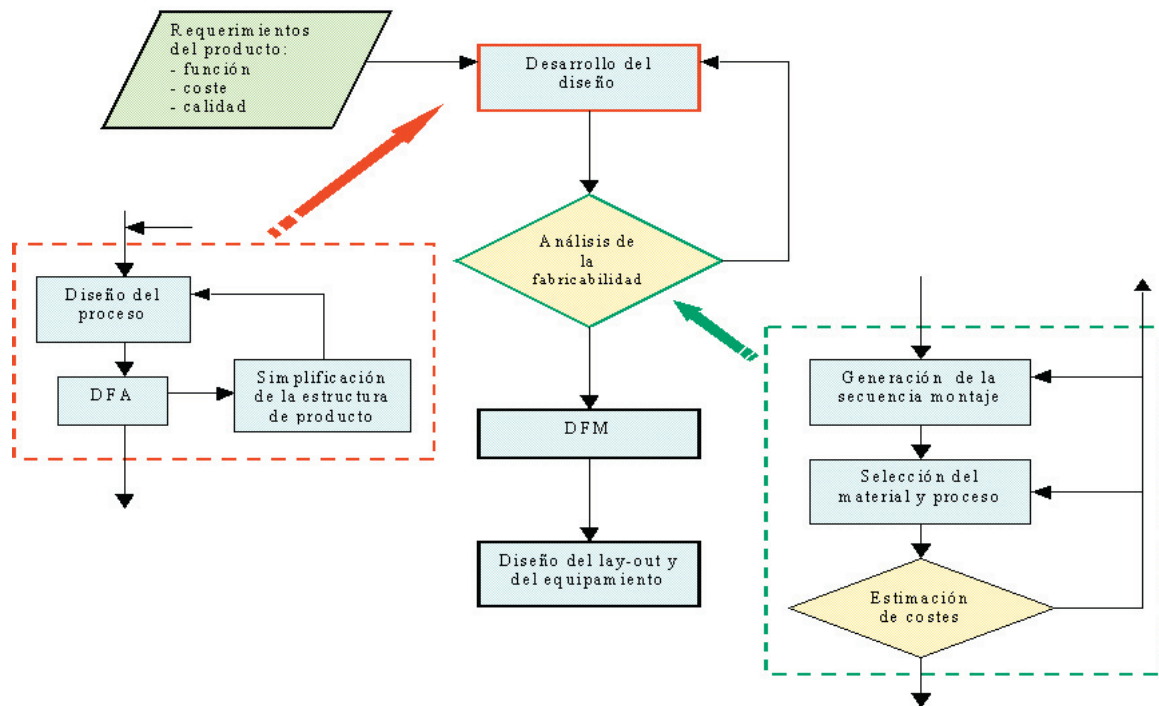 Requerimientos
del producto:
- función
- coste
- calidad
Desarrollo del
diseño
Análisis de
la
fabricabilidad
Diseño del
proceso
DFA
Simplificación
de la estructura
de producto
DFM
Diseño del lay-out y
del equipamiento
Generación de la
secuencia montaje
Selección del
material y proceso
Estimación
de costes